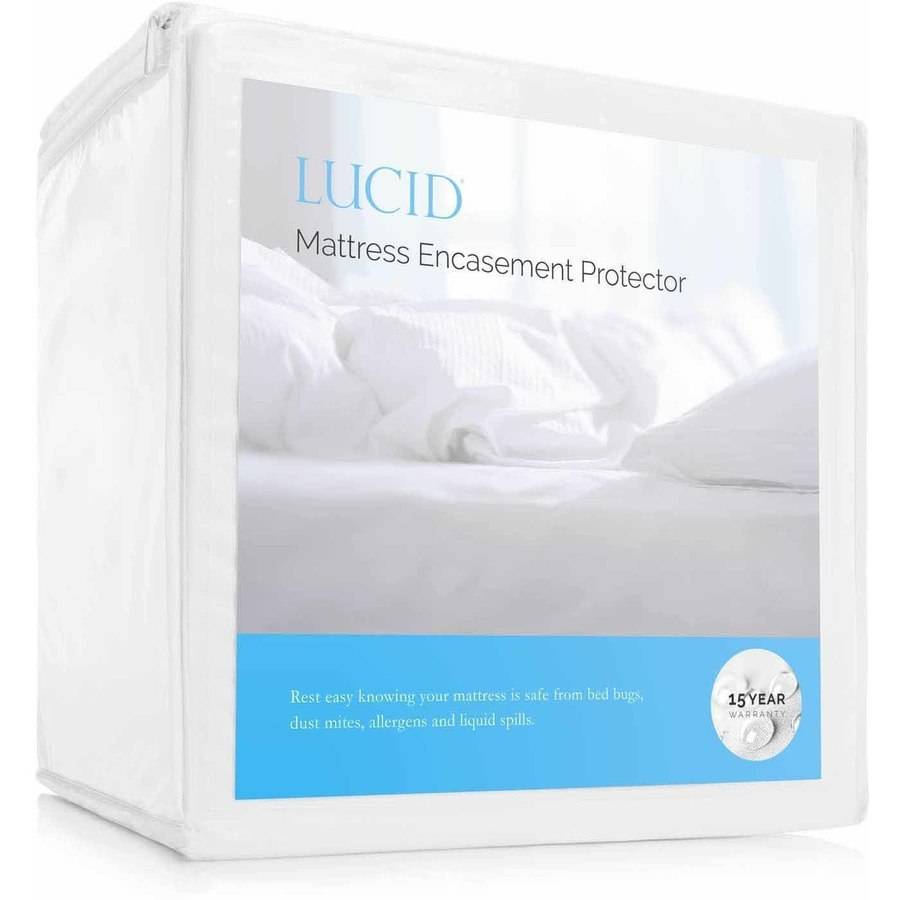 LUCID
Mattress Encasement Protector
Rest easy knowing your mattress is safe from bed bugs,
dust mites, allergens and liquid spills.
15 YEAR
WARRANTY